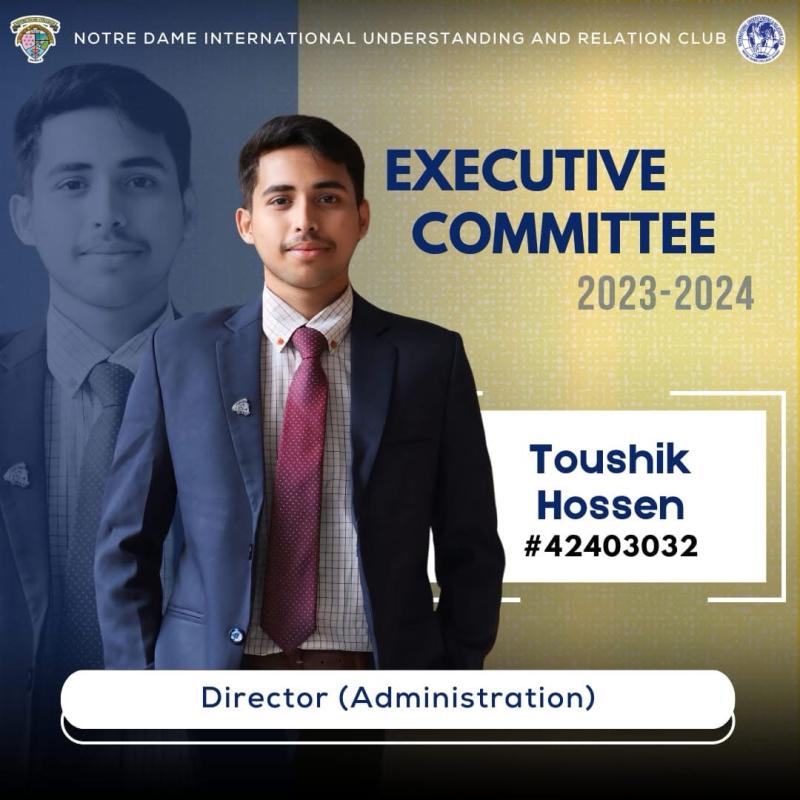 NOTRE DAME INTERNATIONAL UNDERSTANDING AND RELATION CLUB
EXECUTIVE
COMMITTEE
2023-2024
Toushik
Hossen
#42403032
Director (Administration)